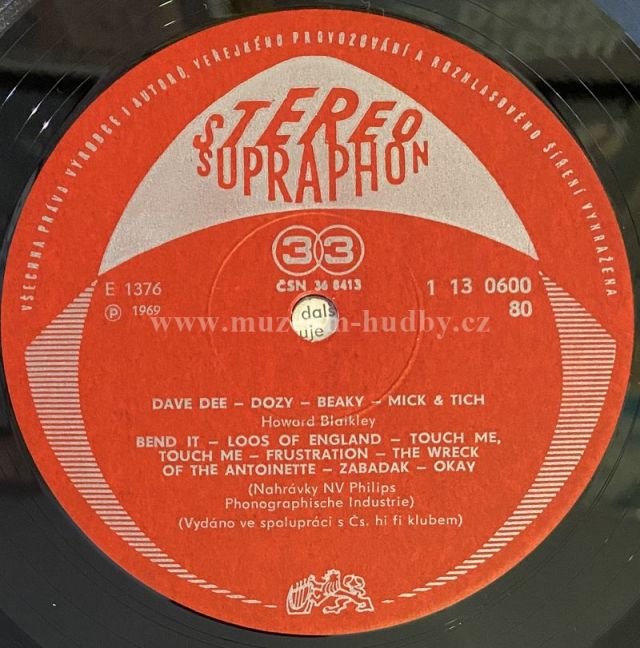 VŠECHNA PRÁVA VÝROBCE I AUTORŮ, VEŘEJNÉHO PROVOZOVÁNÍ A ROZHLASOVÉHO ŠÍŘENÍ VYHRAZENA
STEREO
SUPRAPHON
33
ČSN 36 8413
E 1376
℗ 1969
1 13 0600
80
dals
uje
www.muzeum-hudby.cz
DAVE DEE – DOZY – BEAKY – MICK & TICH
Howard Blaikley
BEND IT – LOOS OF ENGLAND – TOUCH ME,
TOUCH ME – FRUSTRATION – THE WRECK
OF THE ANTOINETTE – ZABADAK – OKAY
(Nahrávky NV Philips
Phonographische Industrie)
(Vydáno ve spolupráci s Čs. hi fi klubem)